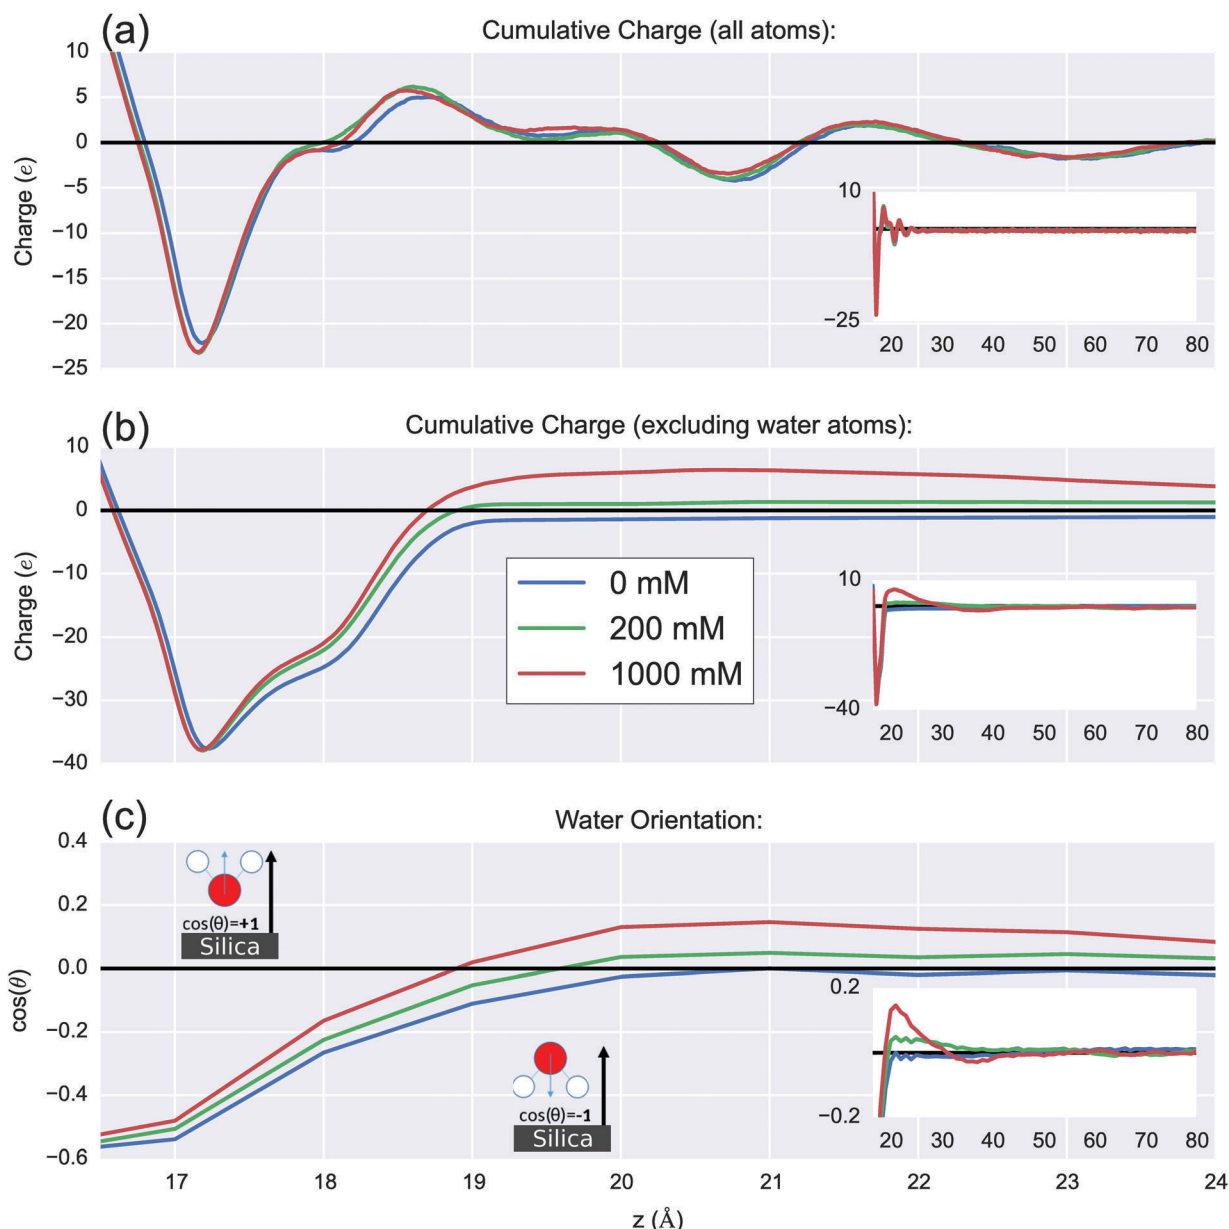 (a)
Cumulative Charge (all atoms):
10
5
0
−5
−10
−15
−20
−25
Charge (e)
10
−25
20 30 40 50 60 70 80
(b)
Cumulative Charge (excluding water atoms):
10
0
−10
−20
−30
−40
Charge (e)
0 mM
200 mM
1000 mM
10
−40
20 30 40 50 60 70 80
(c)
Water Orientation:
0.4
0.2
0.0
−0.2
−0.4
−0.6
cos(θ)
cos(θ)=+1
Silica
cos(θ)=-1
Silica
0.2
−0.2
20 30 40 50 60 70 80
17 18 19 20 21 22 23 24
z (Å)